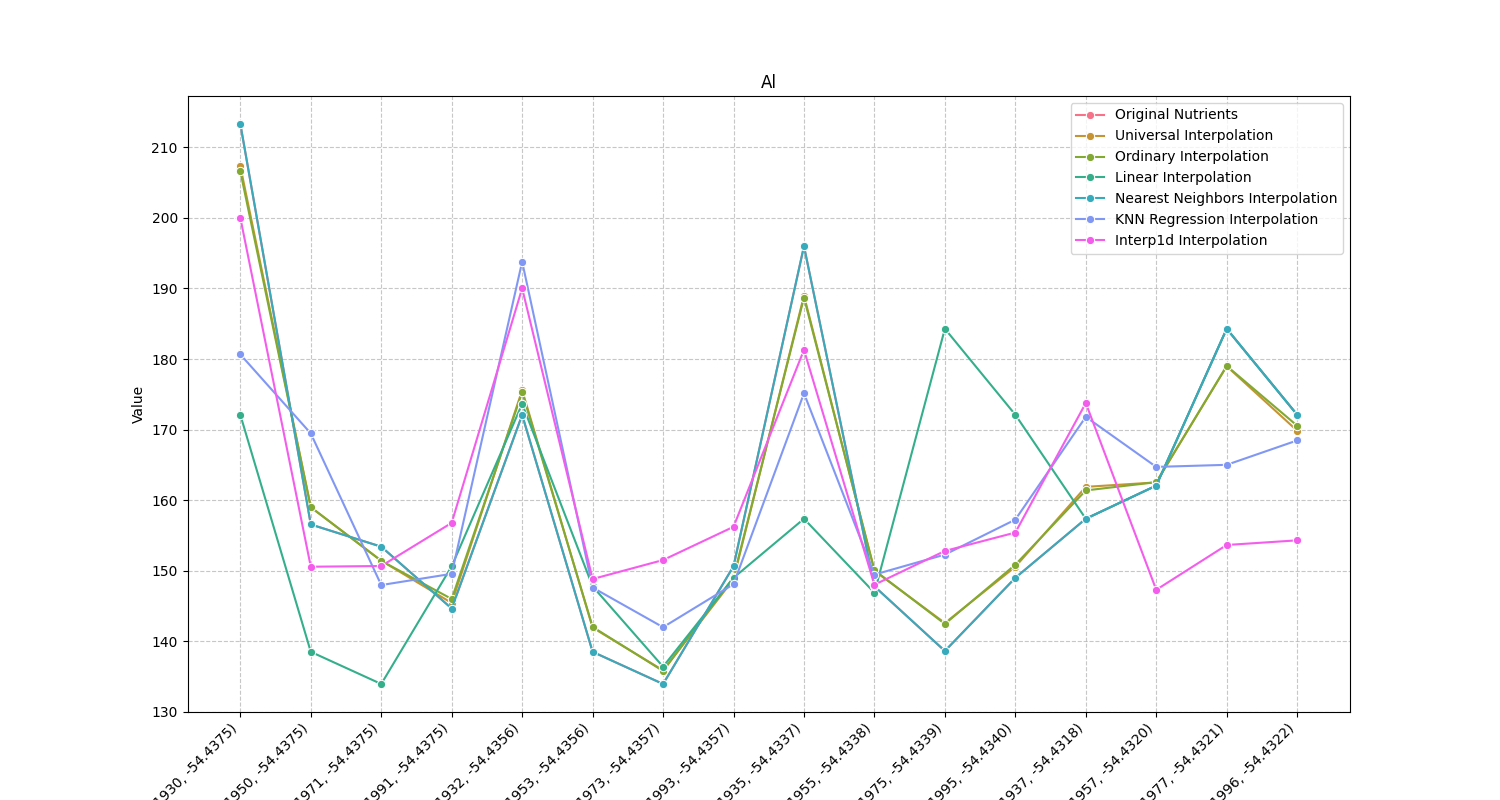 Al
Value
210
200
190
180
170
160
150
140
130
Original Nutrients
Universal Interpolation
Ordinary Interpolation
Linear Interpolation
Nearest Neighbors Interpolation
KNN Regression Interpolation
Interp1d Interpolation
1930, -54.4375)
1950, -54.4375)
1971, -54.4375)
1991, -54.4375)
1932, -54.4356)
1953, -54.4356)
1973, -54.4357)
1993, -54.4357)
1935, -54.4337)
1955, -54.4338)
1975, -54.4339)
1995, -54.4340)
1937, -54.4318)
1957, -54.4320)
1977, -54.4321)
1996, -54.4322)